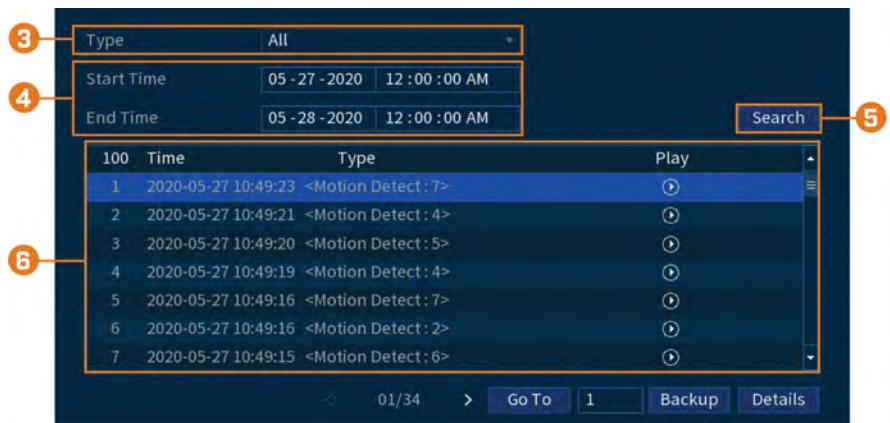 3 Type All
Start Time 05 - 27 - 2020 12 : 00 : 00 AM
4
End Time 05 - 28 - 2020 12 : 00 : 00 AM Search 5
100 Time Type Play
1 2020-05-27 10:49:23 <Motion Detect : 7>
2 2020-05-27 10:49:21 <Motion Detect : 4>
3 2020-05-27 10:49:20 <Motion Detect : 5>
6
4 2020-05-27 10:49:19 <Motion Detect : 4>
5 2020-05-27 10:49:16 <Motion Detect : 7>
6 2020-05-27 10:49:16 <Motion Detect : 2>
7 2020-05-27 10:49:15 <Motion Detect : 6>
< 01/34 > Go To 1 Backup Details